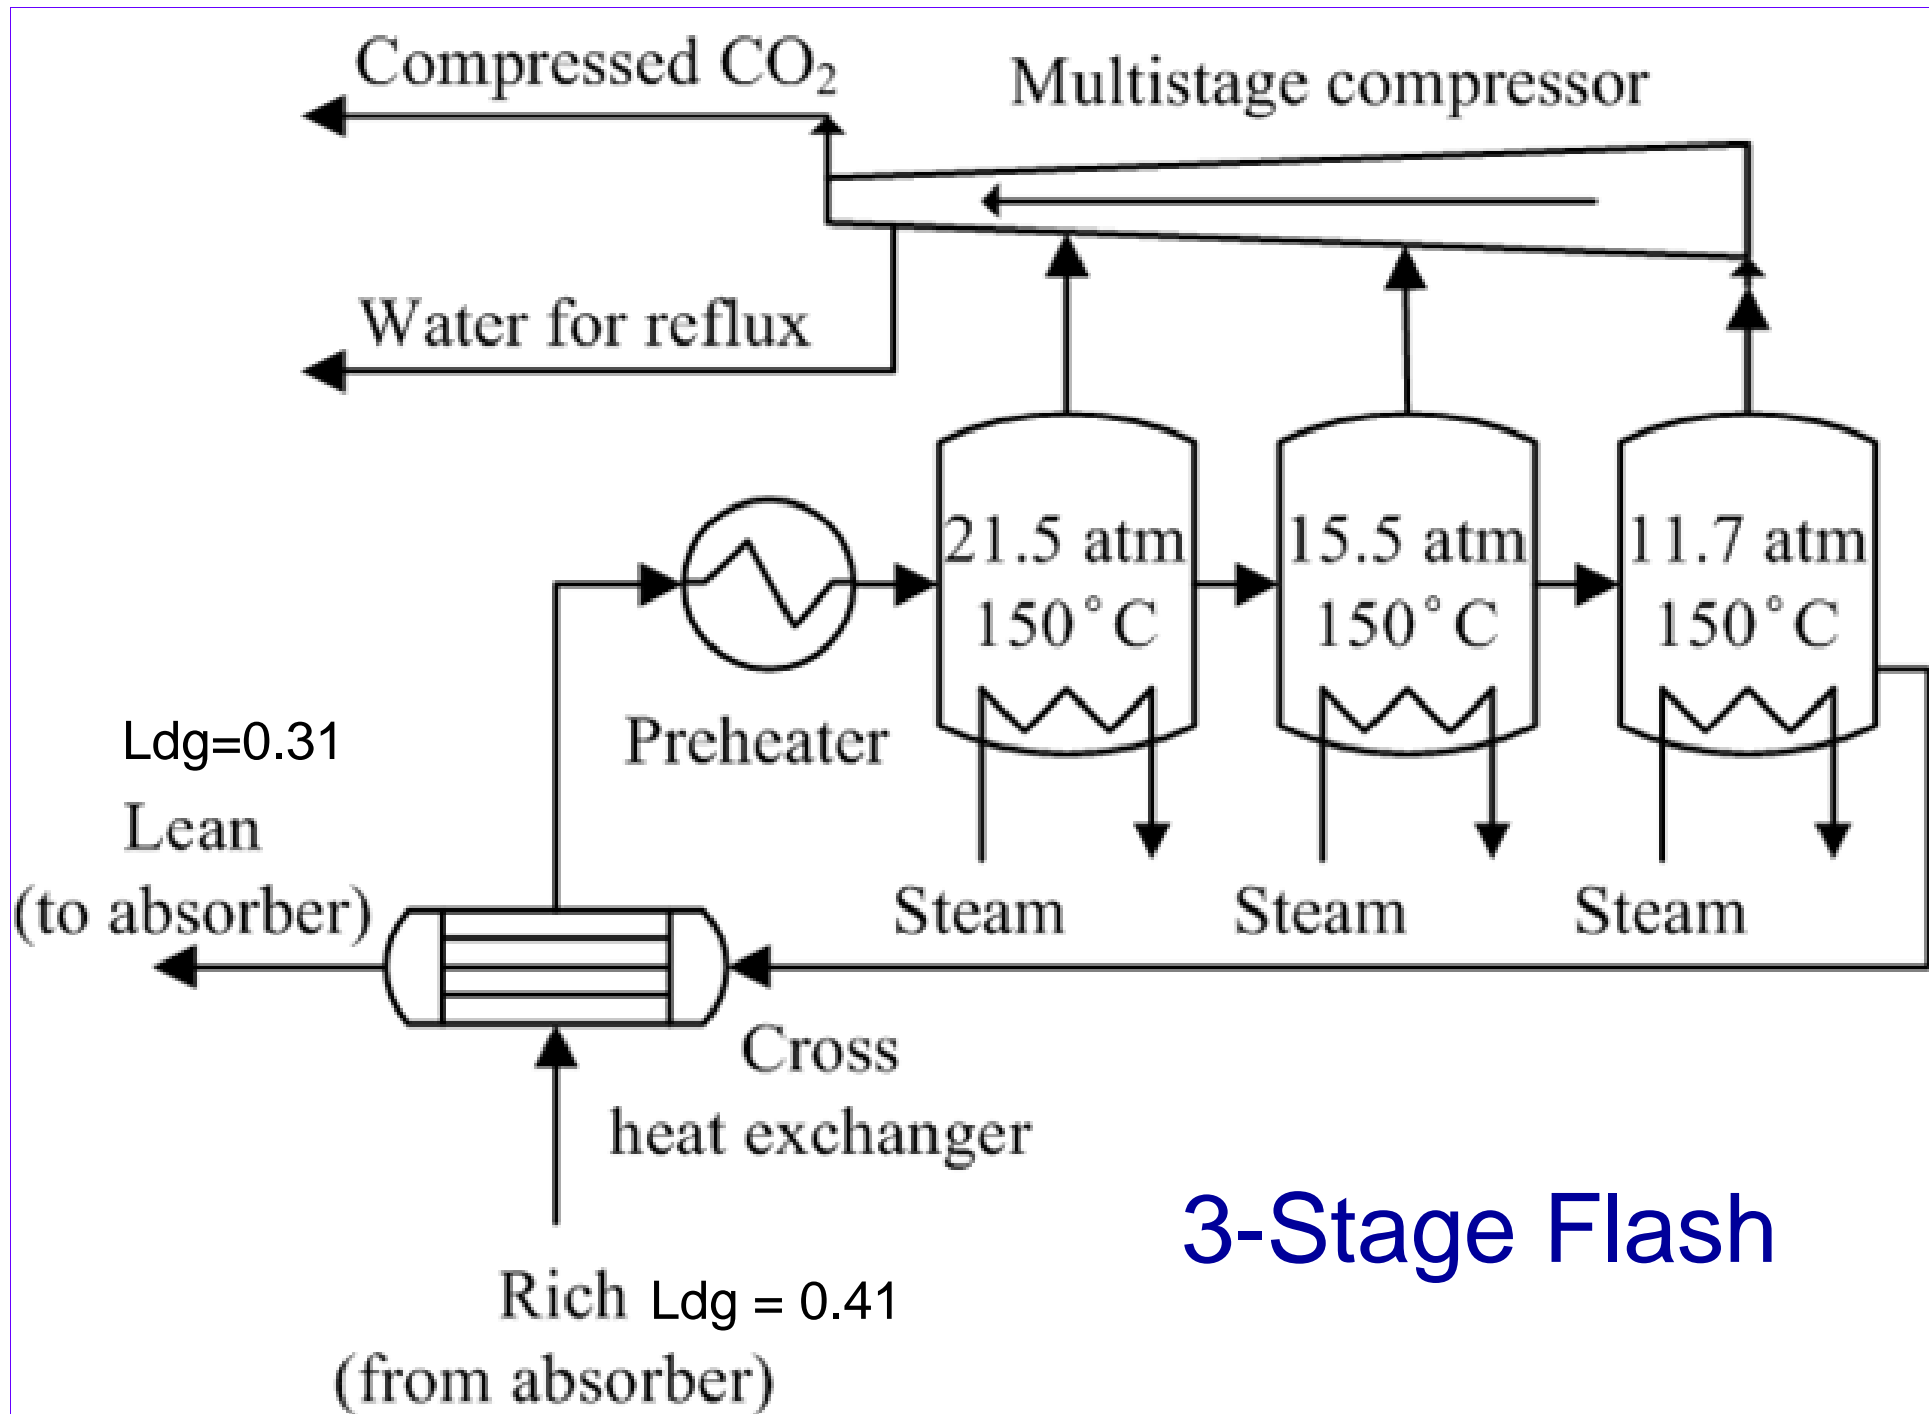 Compressed CO₂
Multistage compressor
Water for reflux
21.5 atm
150°C
15.5 atm
150°C
11.7 atm
150°C
Preheater
Ldg=0.31
Lean
(to absorber)
Steam
Steam
Steam
Cross
heat exchanger
3-Stage Flash
Rich Ldg = 0.41
(from absorber)